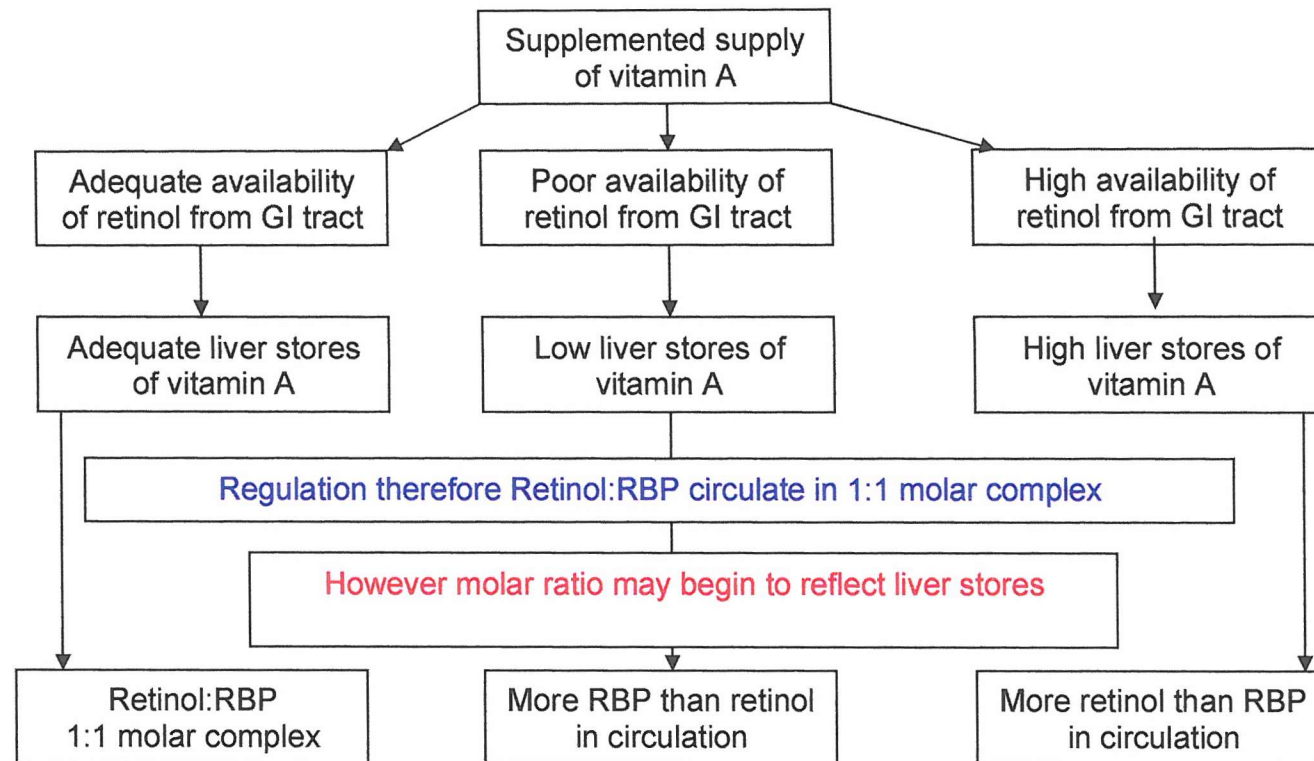 Supplemented supply
of vitamin A
Adequate availability
of retinol from GI tract
Poor availability of
retinol from GI tract
High availability of
retinol from GI tract
Adequate liver stores
of vitamin A
Low liver stores of
vitamin A
High liver stores of
vitamin A
Regulation therefore Retinol:RBP circulate in 1:1 molar complex
However molar ratio may begin to reflect liver stores
Retinol:RBP
1:1 molar complex
More RBP than retinol
in circulation
More retinol than RBP
in circulation